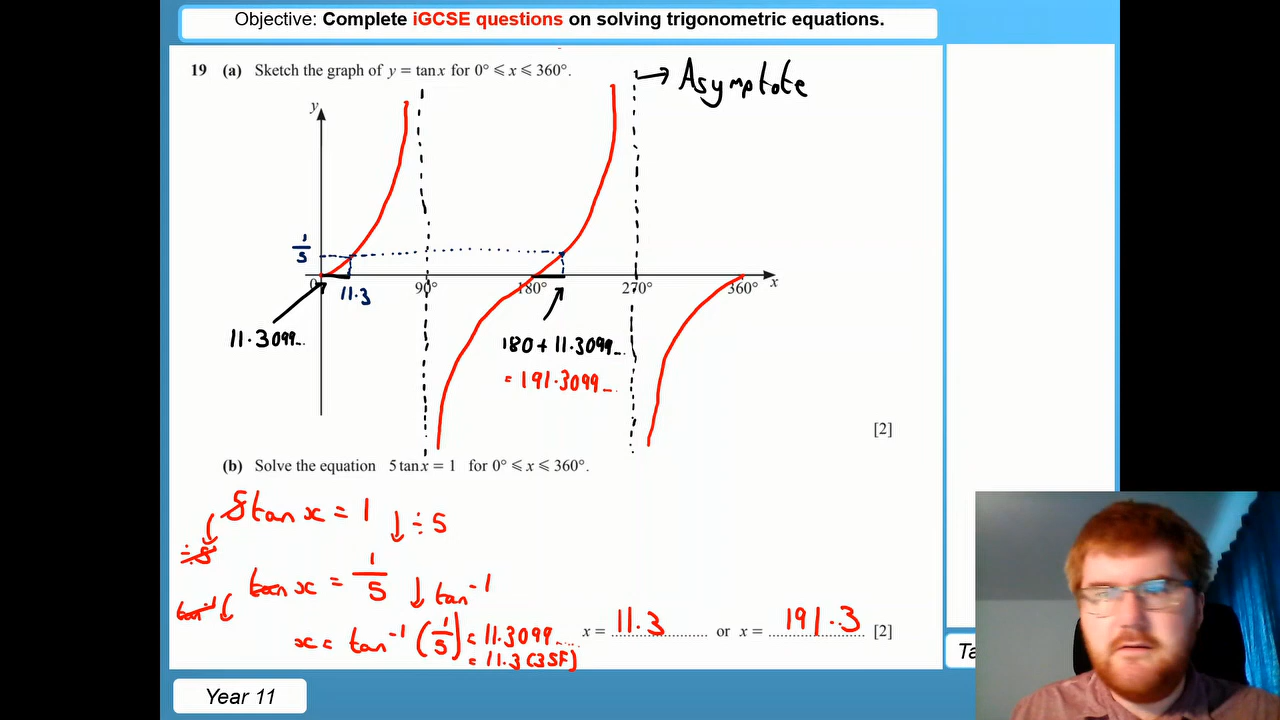 Objective: Complete iGCSE questions on solving trigonometric equations.
19 (a) Sketch the graph of y = tan x for 0° ⩽ x ⩽ 360°.
Asymptote
y
1/5
0 11.3 90° 180° 270° 360° x
11.3099...
180 + 11.3099...
= 191.3099...
[2]
(b) Solve the equation 5 tan x = 1 for 0° ⩽ x ⩽ 360°.
5tan x = 1 ↓ ÷5
÷5
tan x = 1/5 ↓ tan⁻¹
tan⁻¹
x = tan⁻¹ (1/5) = 11.3099...
= 11.3 (3SF)
x = 11.3 or x = 191.3 [2]
Year 11